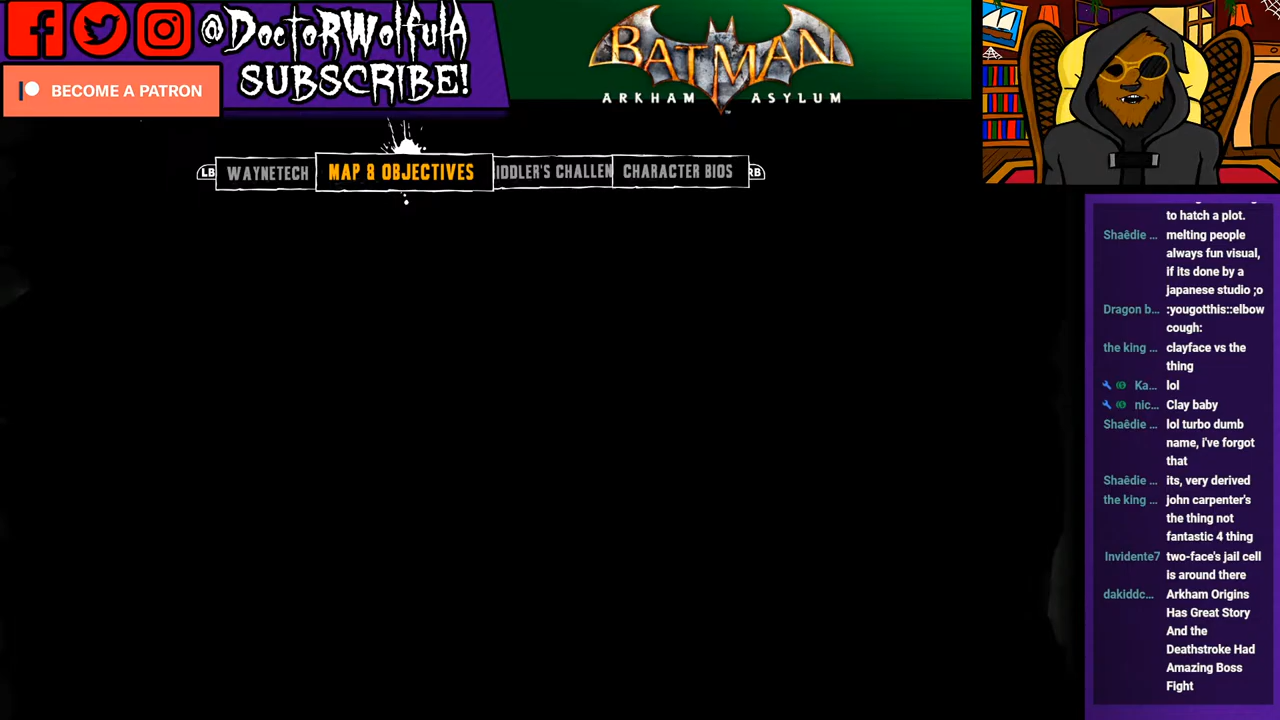 @DoctoRWolfulA
SUBSCRIBE!
BECOME A PATRON
BATMAN
ARKHAM ASYLUM
LB WAYNETECH MAP & OBJECTIVES IDDLER'S CHALLEN CHARACTER BIOS RB
to hatch a plot.
Shaêdie ... melting people
always fun visual,
if its done by a
japanese studio ;o
Dragon b... :yougotthis::elbow
cough:
the king ... clayface vs the
thing
Ka... lol
nic... Clay baby
Shaêdie ... lol turbo dumb
name, i've forgot
that
Shaêdie ... its, very derived
the king ... john carpenter's
the thing not
fantastic 4 thing
Invidente7 two-face's jail cell
is around there
dakiddc... Arkham Origins
Has Great Story
And the
Deathstroke Had
Amazing Boss
Fight